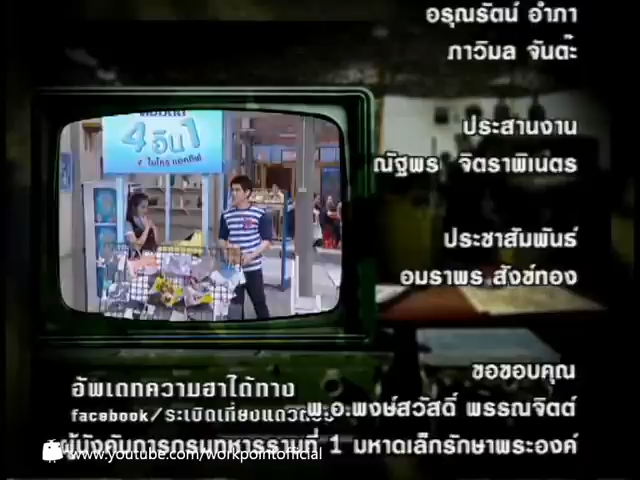 อรุณรัตน์ อำภา
ภาวิมล จันต๊ะ
ประสานงาน
ณัฐพร จิตราพิเนตร
ประชาสัมพันธ์
อมราพร สังข์ทอง
ขอขอบคุณ
พ.อ.พงษ์สวัสดิ์ พรรณจิตต์
ผู้บังคับการกรมทหารราบที่ 1 มหาดเล็กรักษาพระองค์
4 อิน 1
อัพเดทความฮาได้ทาง
facebook/ระเบิดเที่ยงแถวตรง
www.youtube.com/workpointofficial